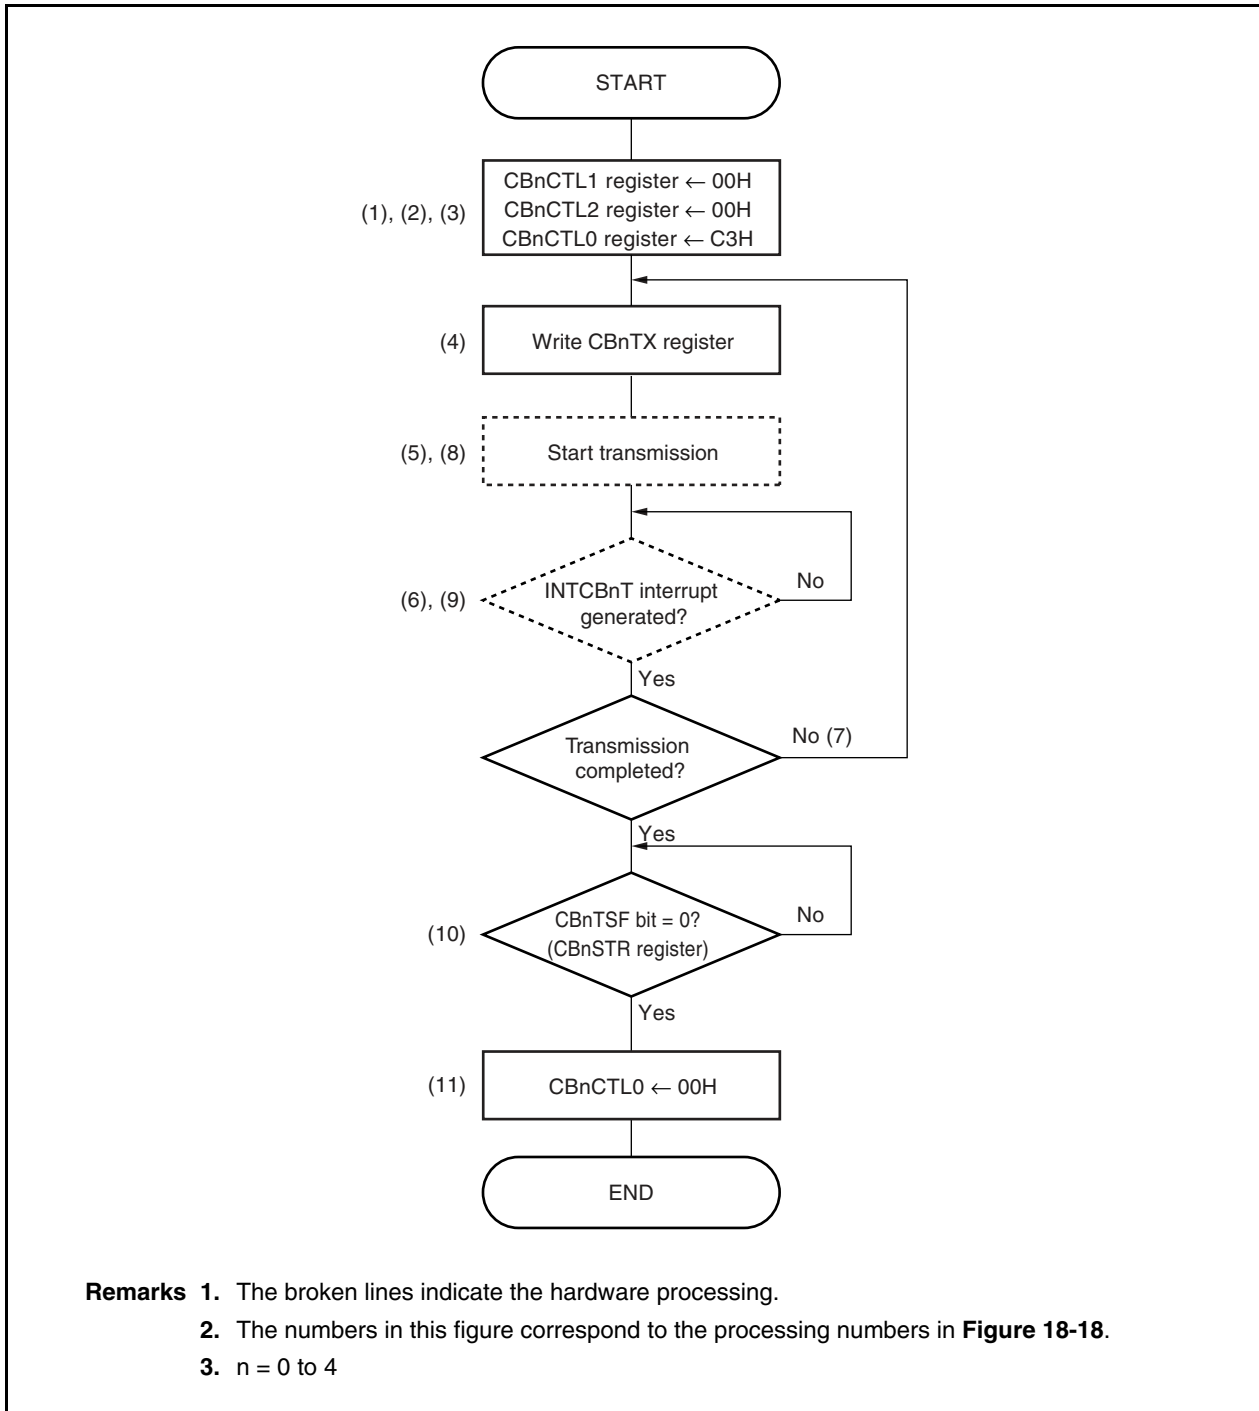 START
CBnCTL1 register ← 00H
(1), (2), (3)
CBnCTL2 register ← 00H
CBnCTL0 register ← C3H
(4)
Write CBnTX register
(5), (8)
Start transmission
(6), (9)
INTCBnT interrupt
generated?
No
Yes
Transmission
completed?
No (7)
Yes
(10)
CBnTSF bit = 0?
(CBnSTR register)
No
Yes
(11)
CBnCTL0 ← 00H
END
Remarks 1. The broken lines indicate the hardware processing.
2. The numbers in this figure correspond to the processing numbers in Figure 18-18.
3. n = 0 to 4